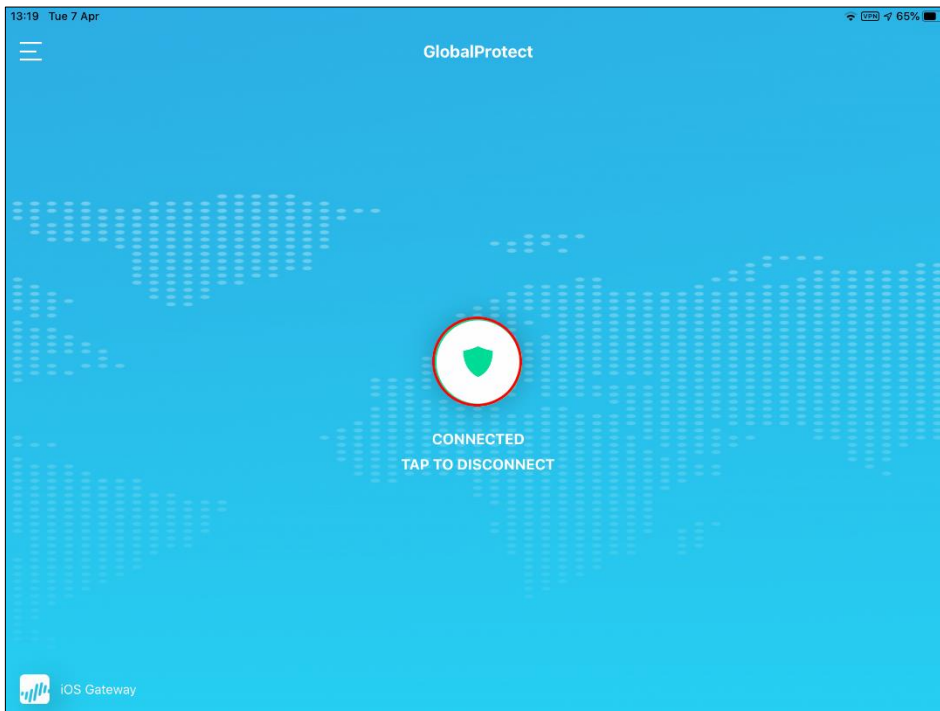 13:19 Tue 7 Apr VPN 65%
GlobalProtect
CONNECTED
TAP TO DISCONNECT
iOS Gateway